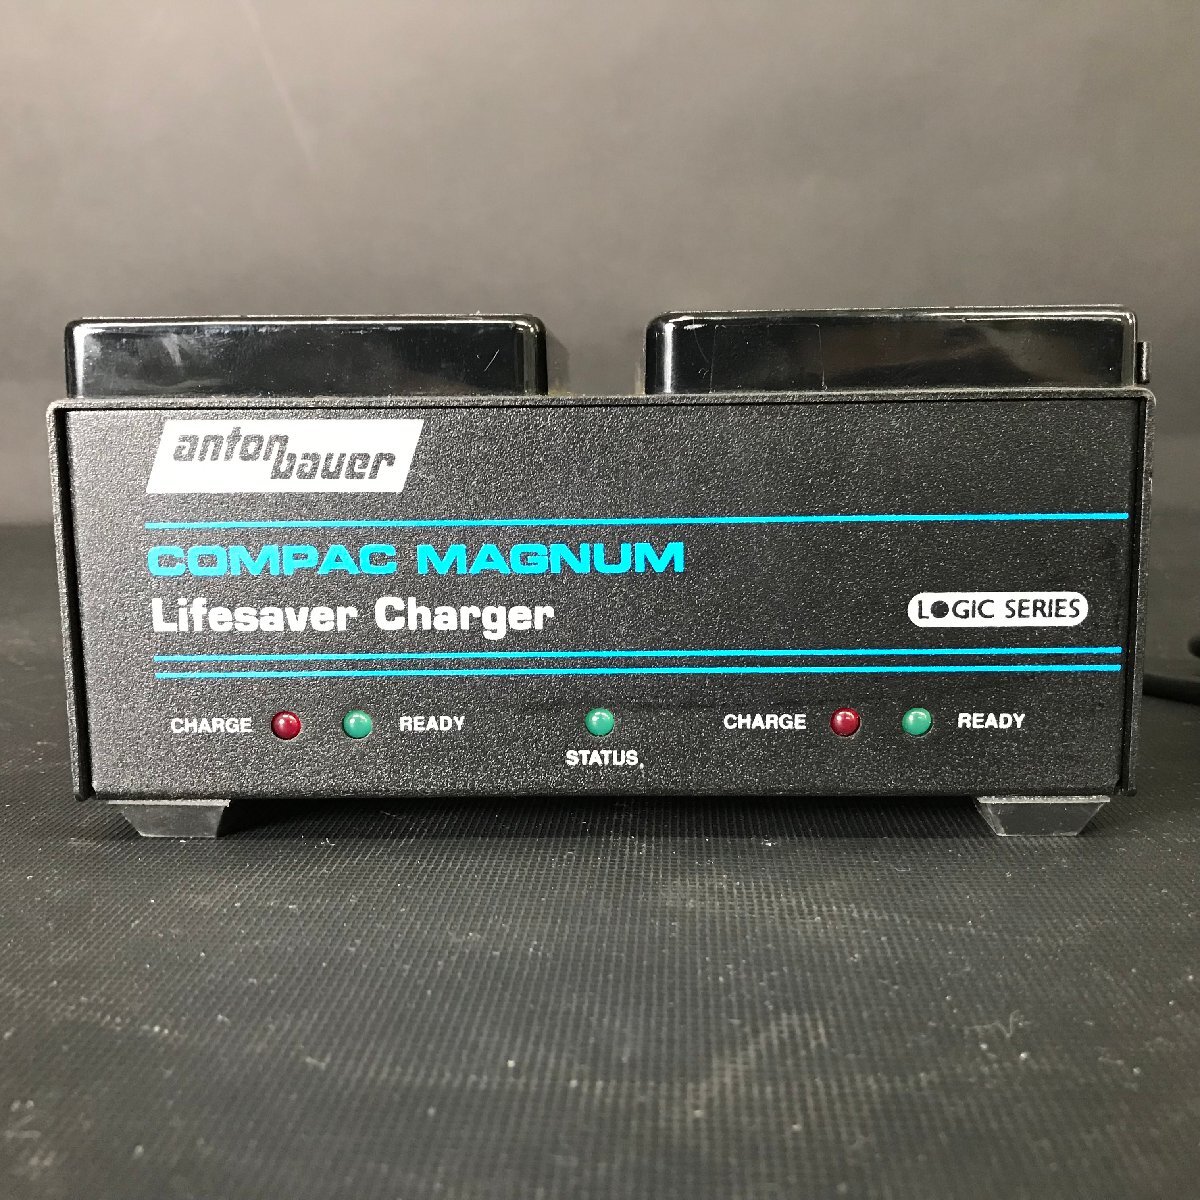 anton
bauer
COMPAC MAGNUM
Lifesaver Charger
LOGIC SERIES
CHARGE READY STATUS CHARGE READY